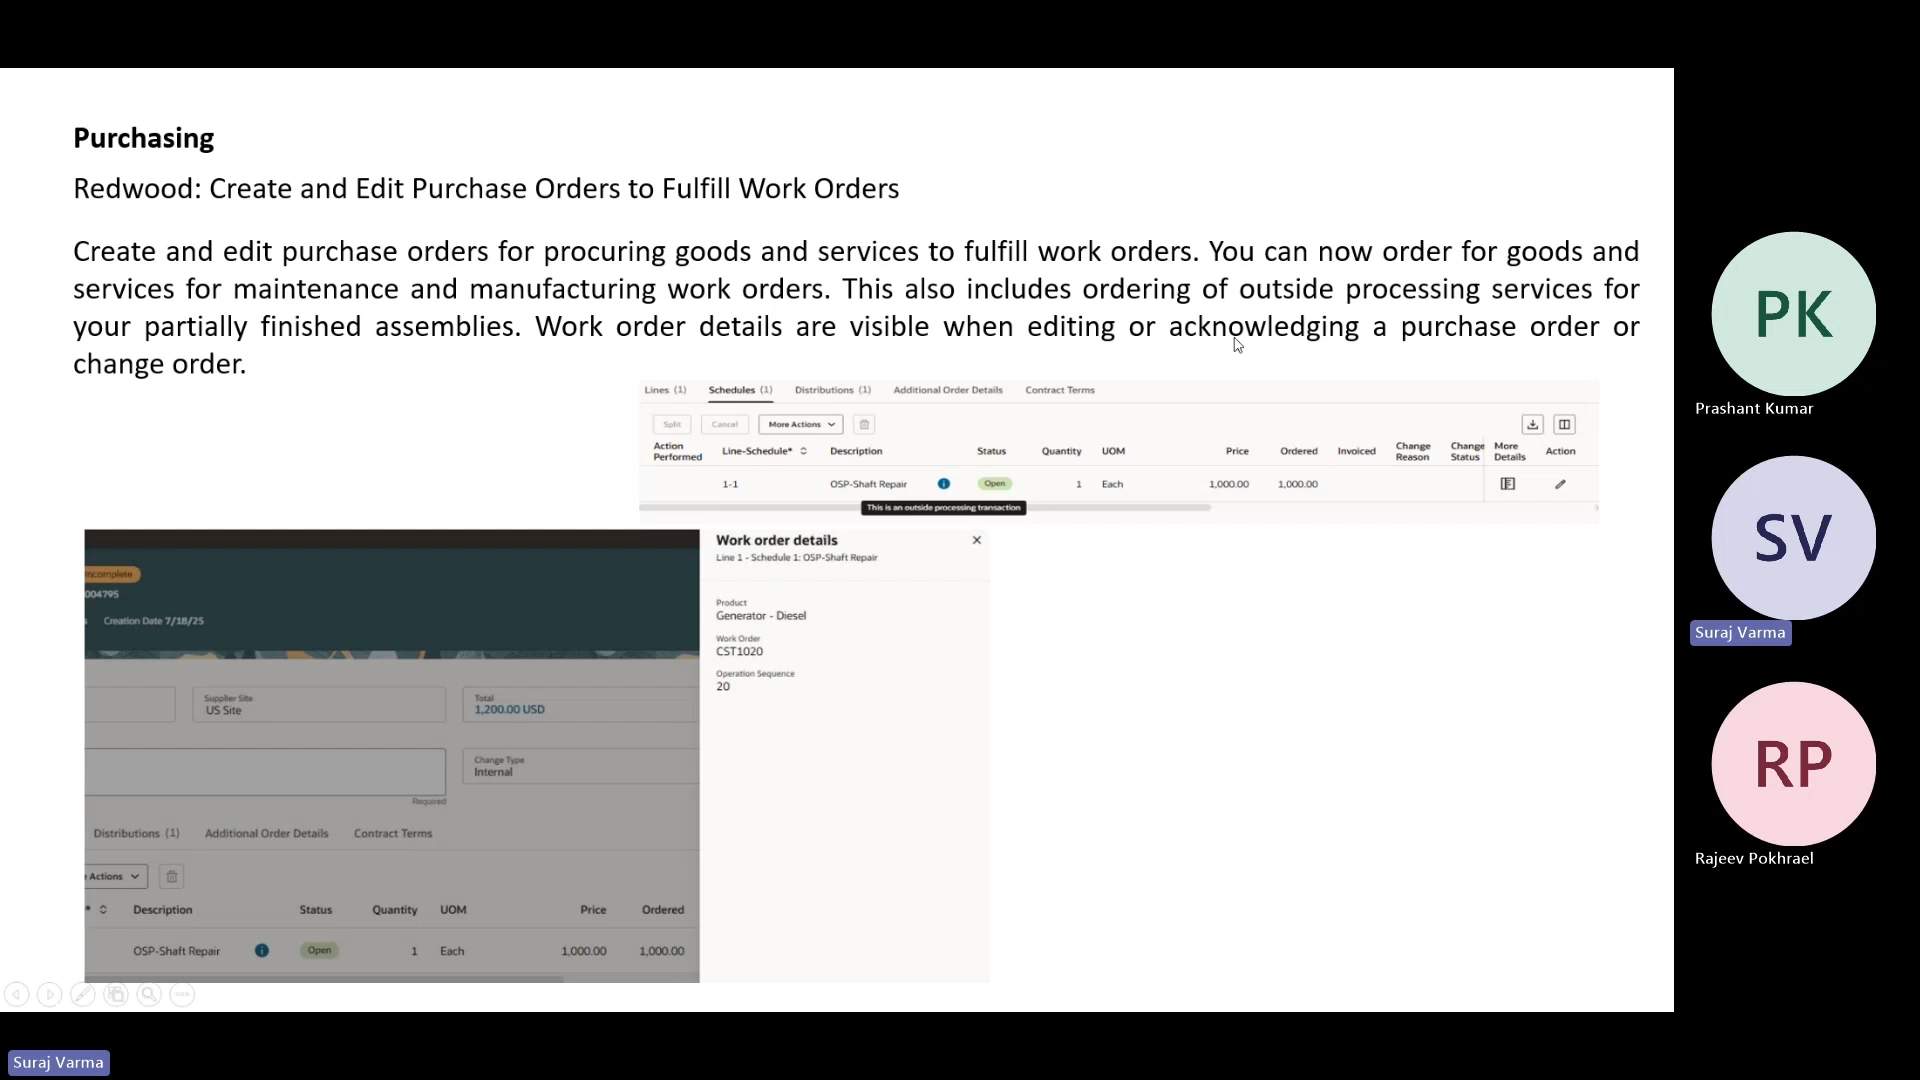 Purchasing
Redwood: Create and Edit Purchase Orders to Fulfill Work Orders
Create and edit purchase orders for procuring goods and services to fulfill work orders. You can now order for goods and
services for maintenance and manufacturing work orders. This also includes ordering of outside processing services for
your partially finished assemblies. Work order details are visible when editing or acknowledging a purchase order or
change order.
Lines (1) Schedules (1) Distributions (1) Additional Order Details Contract Terms
Split Cancel More Actions
Action Performed Line-Schedule* Description Status Quantity UOM Price Ordered Invoiced Change Reason Change Status More Details Action
1-1 OSP-Shaft Repair Open 1 Each 1,000.00 1,000.00
This is an outside processing transaction
Incomplete
004795
s Creation Date 7/18/25
Supplier Site
US Site
Total
1,200.00 USD
Change Type
Internal
Required
Distributions (1) Additional Order Details Contract Terms
e Actions
* Description Status Quantity UOM Price Ordered
OSP-Shaft Repair Open 1 Each 1,000.00 1,000.00
Work order details
Line 1 - Schedule 1: OSP-Shaft Repair
Product
Generator - Diesel
Work Order
CST1020
Operation Sequence
20
PK
Prashant Kumar
SV
Suraj Varma
RP
Rajeev Pokhrael
Suraj Varma